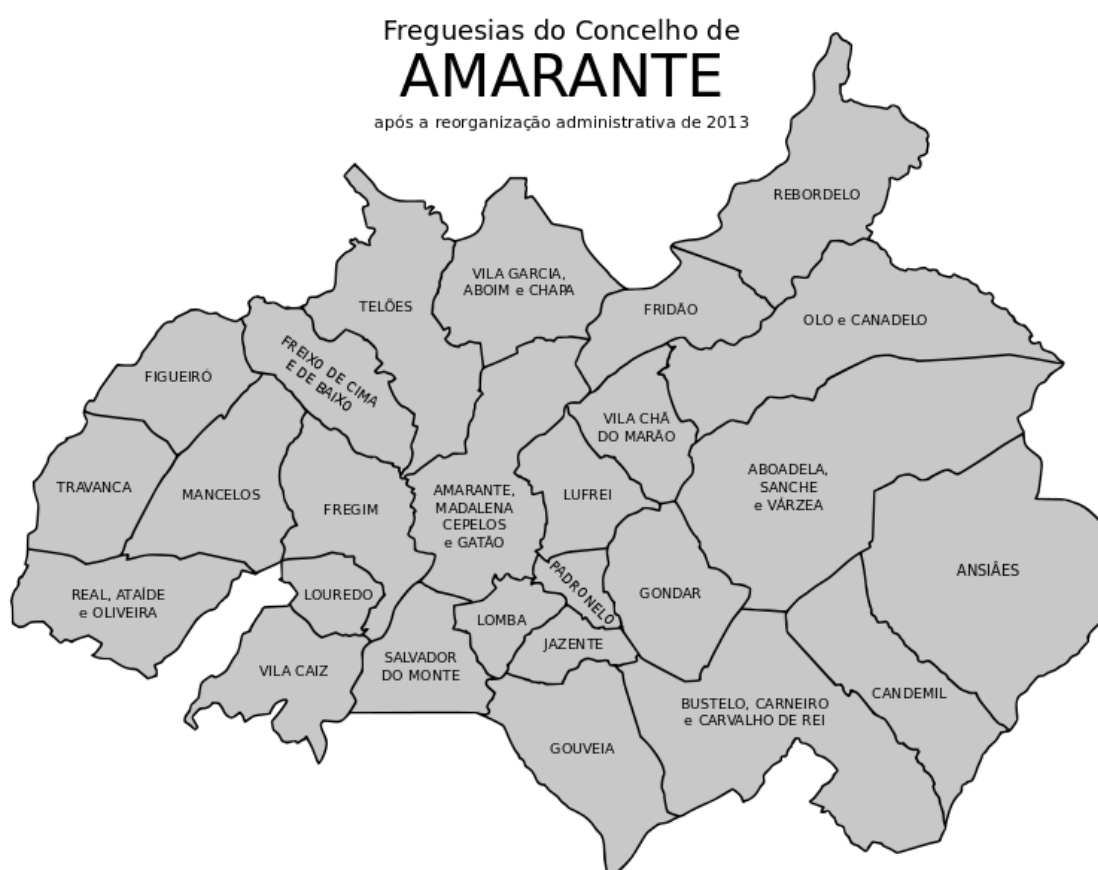 Freguesias do Concelho de
AMARANTE
após a reorganização administrativa de 2013
REBORDELO
VILA GARCIA,
ABOIM e CHAPA
TELÕES
FRIDÃO
OLO e CANADELO
FREIXO DE CIMA
E DE BAIXO
FIGUEIRÓ
VILA CHÃ
DO MARÃO
ABOADELA,
SANCHE
e VÁRZEA
TRAVANCA
MANCELOS
FREGIM
AMARANTE,
MADALENA
CEPELOS
e GATÃO
LUFREI
ANSIÃES
REAL, ATAÍDE
e OLIVEIRA
LOUREDO
PADRONELO
GONDAR
LOMBA
JAZENTE
VILA CAIZ
SALVADOR
DO MONTE
CANDEMIL
BUSTELO, CARNEIRO
e CARVALHO DE REI
GOUVEIA